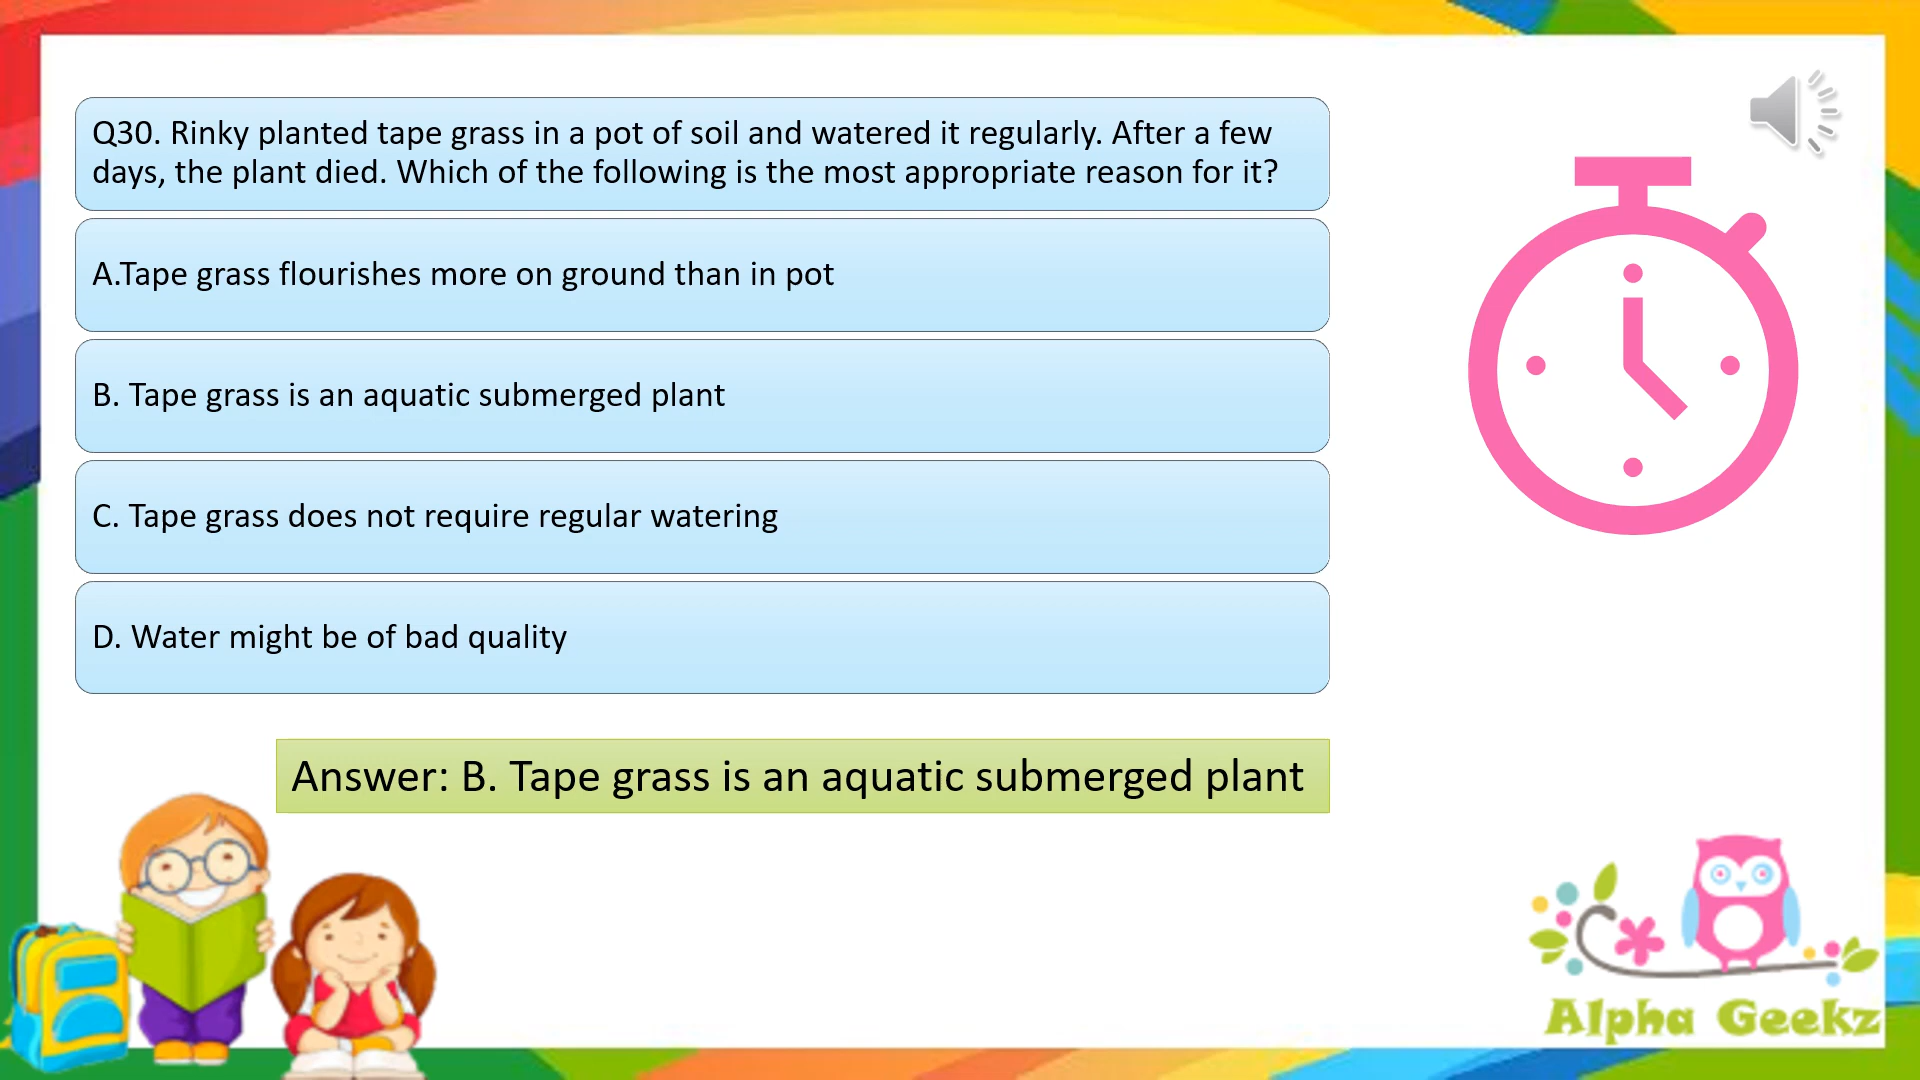 Q30. Rinky planted tape grass in a pot of soil and watered it regularly. After a few
days, the plant died. Which of the following is the most appropriate reason for it?
A.Tape grass flourishes more on ground than in pot
B. Tape grass is an aquatic submerged plant
C. Tape grass does not require regular watering
D. Water might be of bad quality
Answer: B. Tape grass is an aquatic submerged plant
Alpha Geekz